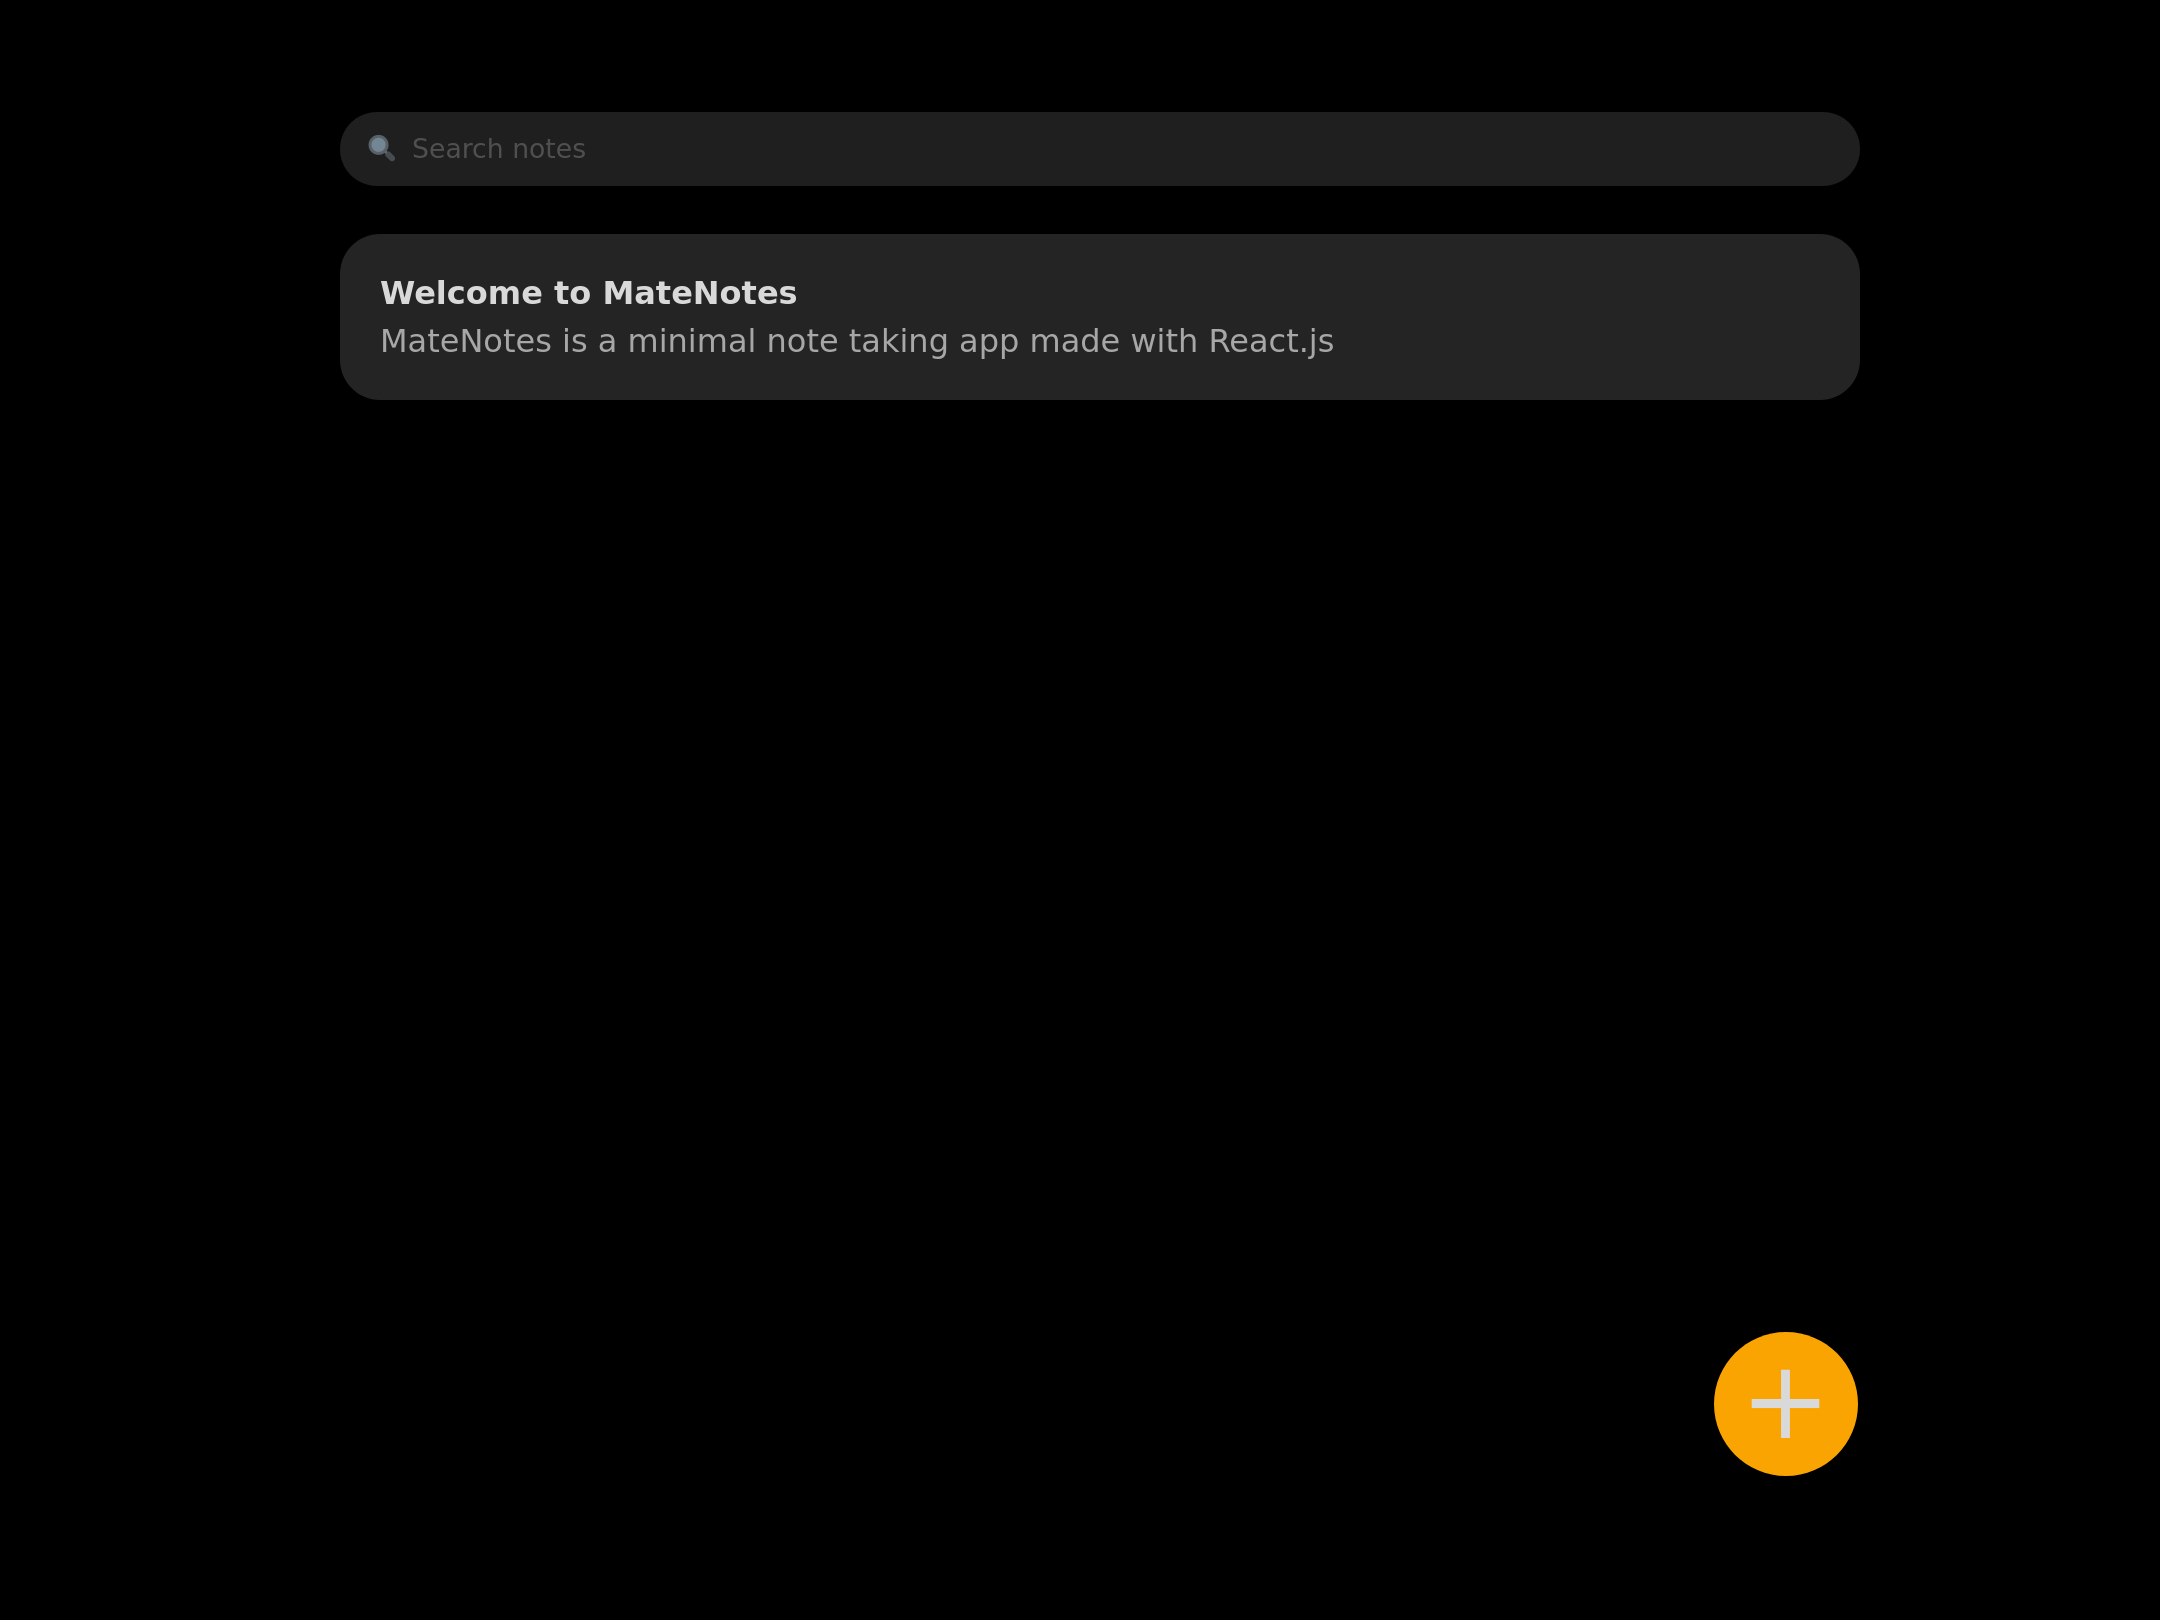 Search notes
Welcome to MateNotes
MateNotes is a minimal note taking app made with React.js